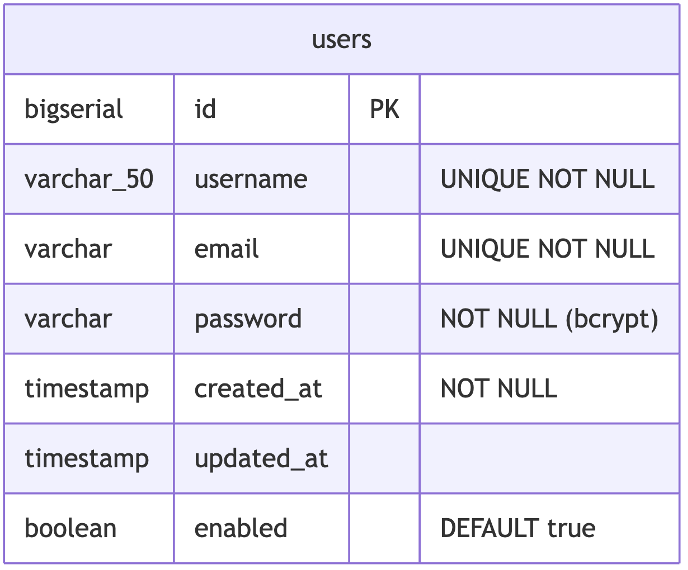 users
bigserial id PK
varchar_50 username UNIQUE NOT NULL
varchar email UNIQUE NOT NULL
varchar password NOT NULL (bcrypt)
timestamp created_at NOT NULL
timestamp updated_at
boolean enabled DEFAULT true